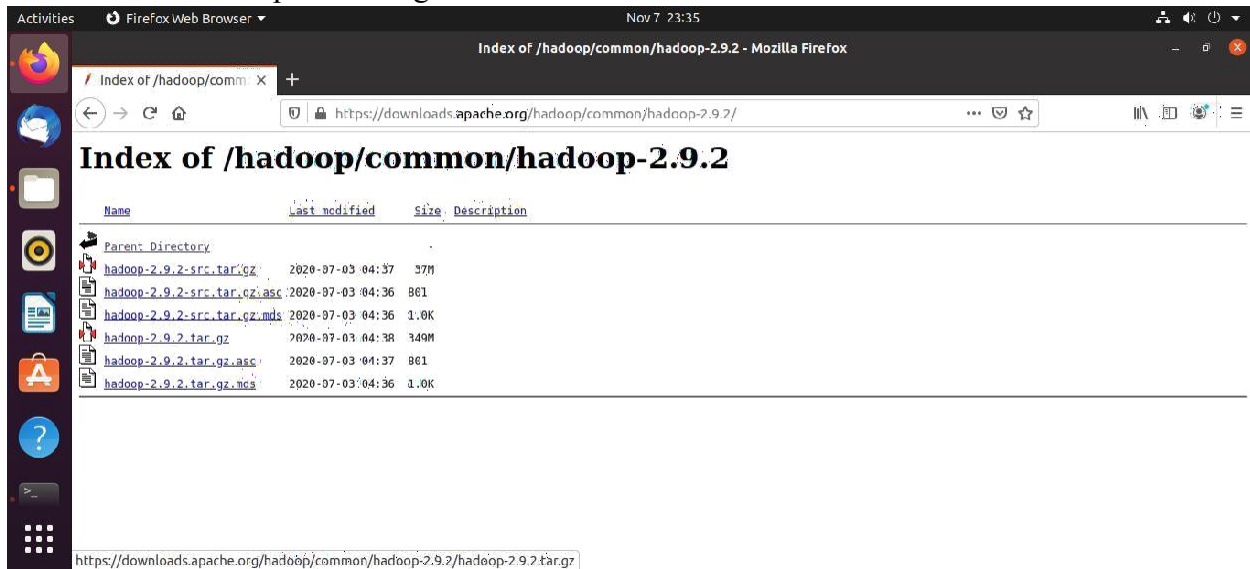 Activities Firefox Web Browser Nov 7 23:35
Index of /hadoop/common/hadoop-2.9.2 - Mozilla Firefox
Index of /hadoop/comm
https://downloads.apache.org/hadoop/common/hadoop-2.9.2/
Index of /hadoop/common/hadoop-2.9.2
Name Last modified Size Description
Parent Directory -
hadoop-2.9.2-src.tar.gz 2020-07-03 04:37 37M
hadoop-2.9.2-src.tar.gz.asc 2020-07-03 04:36 801
hadoop-2.9.2-src.tar.gz.mds 2020-07-03 04:36 1.0K
hadoop-2.9.2.tar.gz 2020-07-03 04:38 349M
hadoop-2.9.2.tar.gz.asc 2020-07-03 04:37 801
hadoop-2.9.2.tar.gz.mds 2020-07-03 04:36 1.0K
https://downloads.apache.org/hadoop/common/hadoop-2.9.2/hadoop-2.9.2.tar.gz